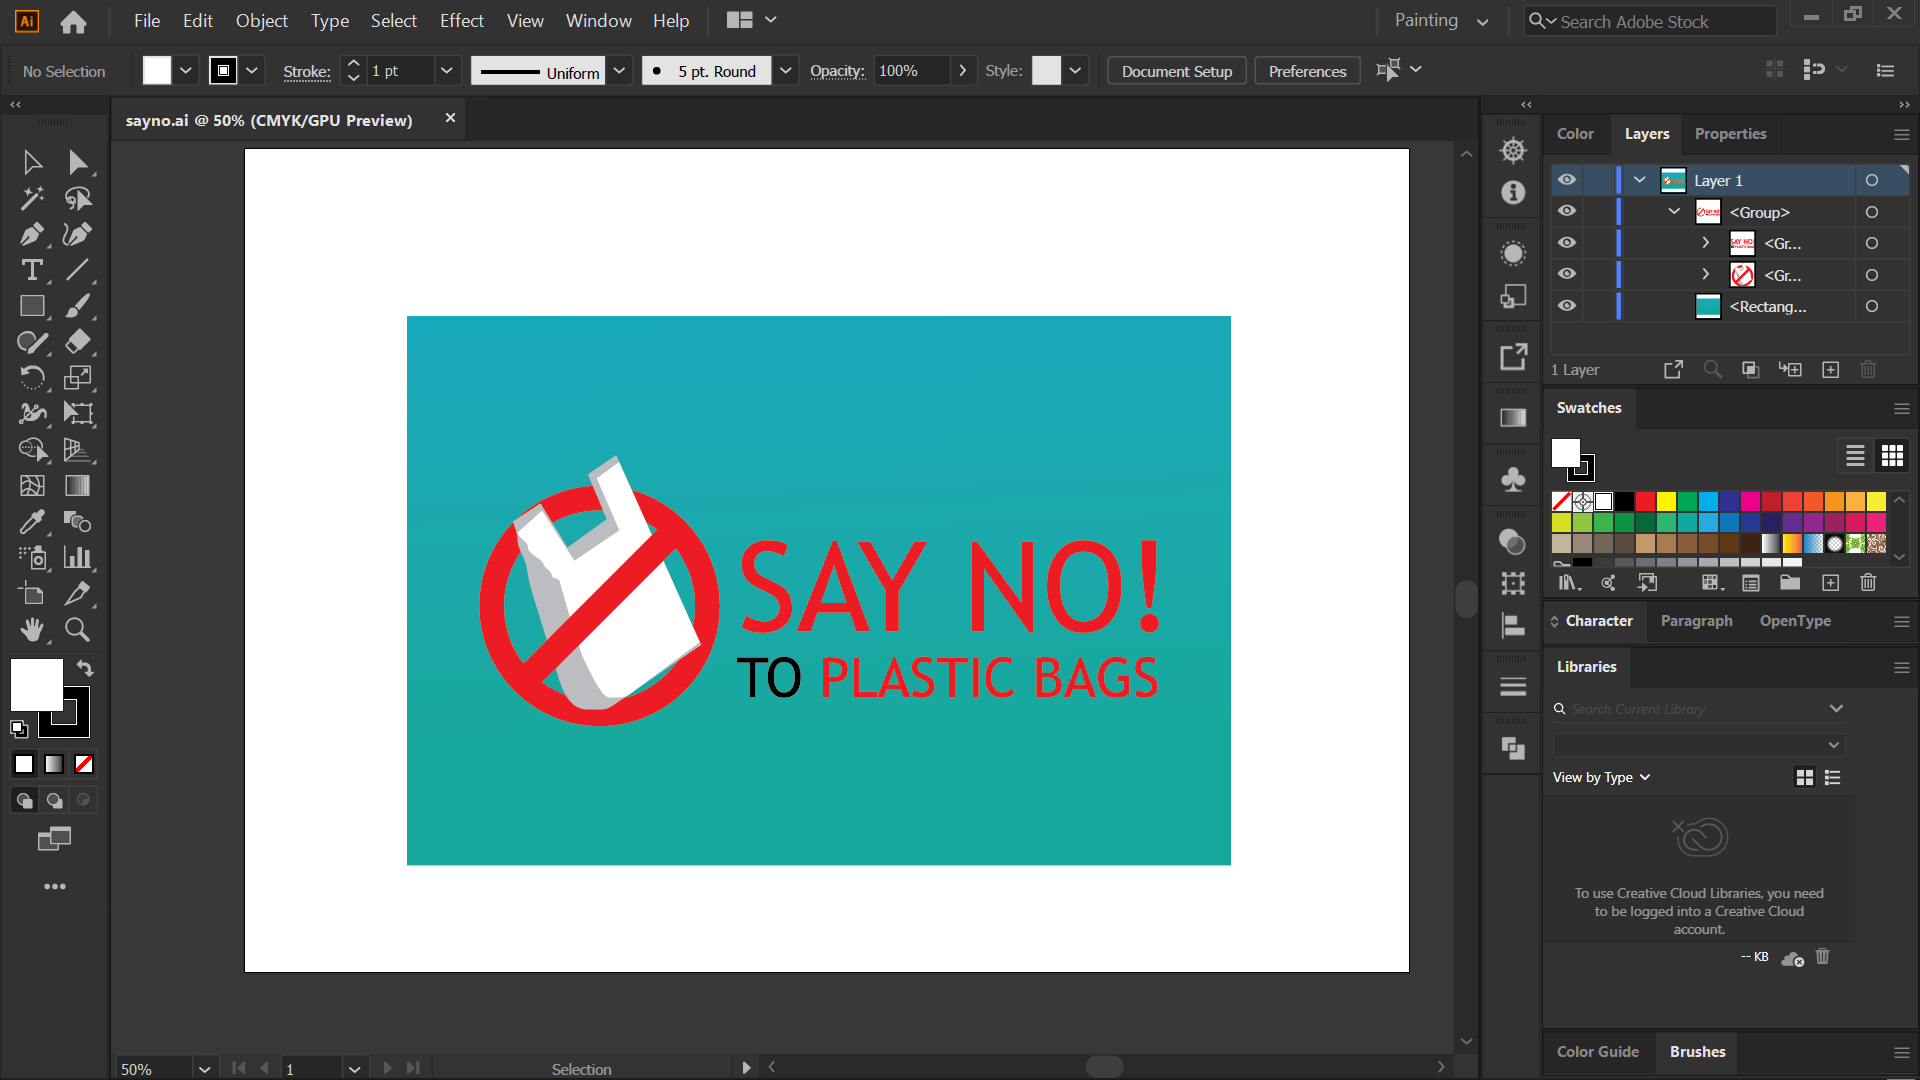 Ai File Edit Object Type Select Effect View Window Help Painting Search Adobe Stock
No Selection Stroke: 1 pt Uniform 5 pt. Round Opacity: 100% Style: Document Setup Preferences
sayno.ai @ 50% (CMYK/GPU Preview)
Color Layers Properties
Layer 1
<Group>
<Gr...
<Gr...
<Rectang...
1 Layer
Swatches
SAY NO!
TO PLASTIC BAGS
Character Paragraph OpenType
Libraries
Search Current Library
View by Type
To use Creative Cloud Libraries, you need
to be logged into a Creative Cloud
account.
-- KB
Color Guide Brushes
50% 1 Selection